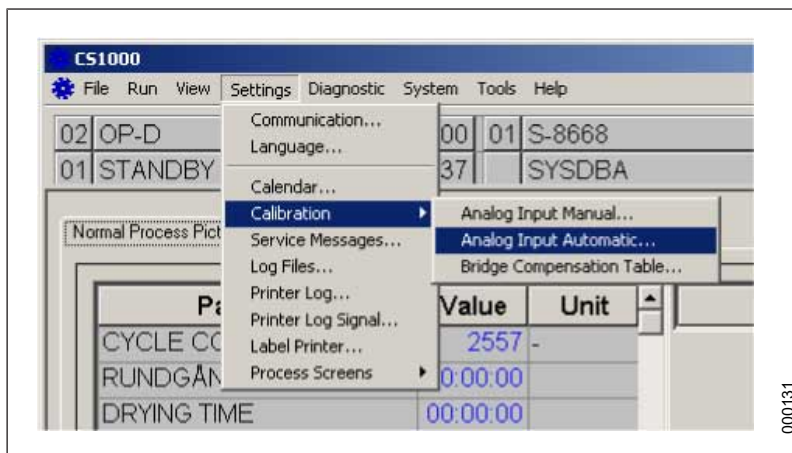 CS1000
File Run View Settings Diagnostic System Tools Help
02 OP-D 00 01 S-8668
01 STANDBY 37 SYSDBA
Communication...
Language...
Calendar...
Calibration
Service Messages...
Log Files...
Printer Log...
Printer Log Signal...
Label Printer...
Process Screens
Analog Input Manual...
Analog Input Automatic...
Bridge Compensation Table...
Normal Process Pict
Pa Value Unit
CYCLE CO 2557 -
RUNDGÅN 0:00:00
DRYING TIME 00:00:00
000131